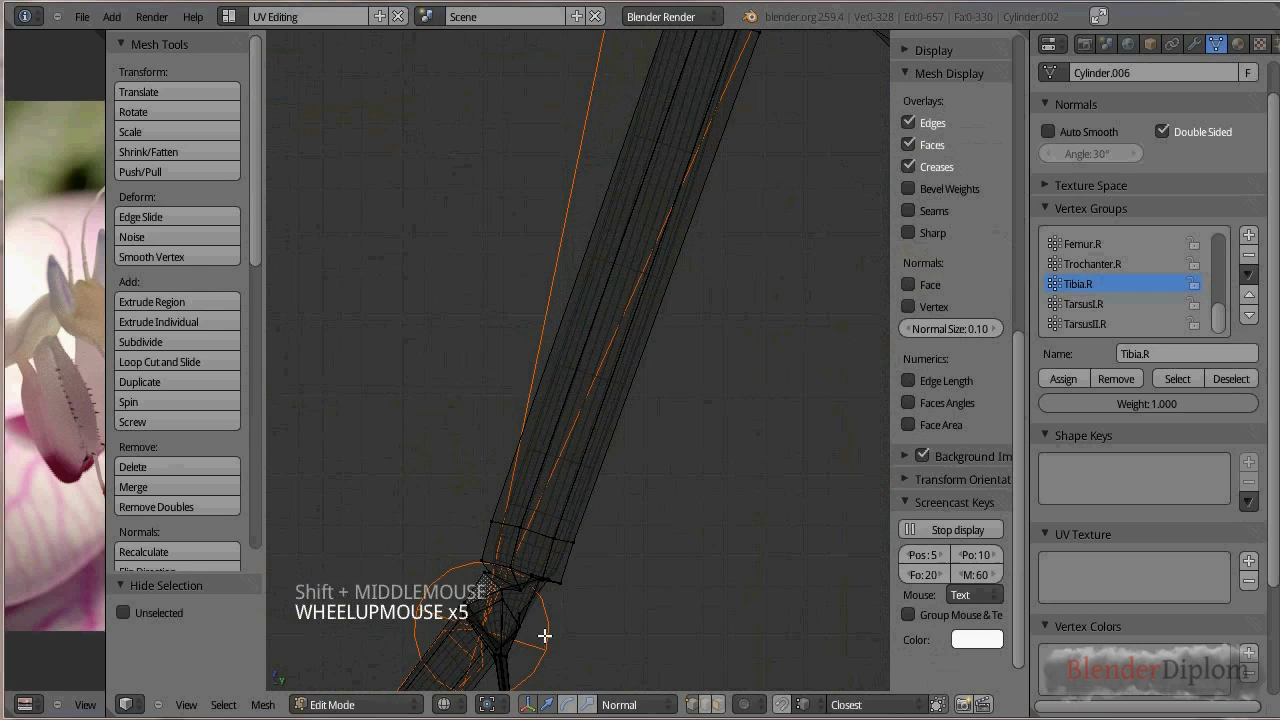 File Add Render Help UV Editing Scene Blender Render blender.org 259.4 | Ve:0-328 | Ed:0-657 | Fa:0-330 | Cylinder.002
Mesh Tools
Transform:
Translate
Rotate
Scale
Shrink/Fatten
Push/Pull
Deform:
Edge Slide
Noise
Smooth Vertex
Add:
Extrude Region
Extrude Individual
Subdivide
Loop Cut and Slide
Duplicate
Spin
Screw
Remove:
Delete
Merge
Remove Doubles
Normals:
Recalculate
Flip Direction
Hide Selection
Unselected
Shift + MIDDLEMOUSE
WHEELUPMOUSE x5
Display
Mesh Display
Overlays:
Edges
Faces
Creases
Bevel Weights
Seams
Sharp
Normals:
Face
Vertex
Normal Size: 0.10
Numerics:
Edge Length
Faces Angles
Face Area
Background Im
Transform Orientat
Screencast Keys
Stop display
Pos: 5 Po: 10
Fo: 20 M: 60
Mouse: Text
Group Mouse & Te
Color:
Cylinder.006 F
Normals
Auto Smooth Double Sided
Angle: 30°
Texture Space
Vertex Groups
Femur.R
Trochanter.R
Tibia.R
TarsusI.R
TarsusII.R
Name: Tibia.R
Assign Remove Select Deselect
Weight: 1.000
Shape Keys
UV Texture
Vertex Colors
BlenderDiplom
View View Select Mesh Edit Mode Normal Closest